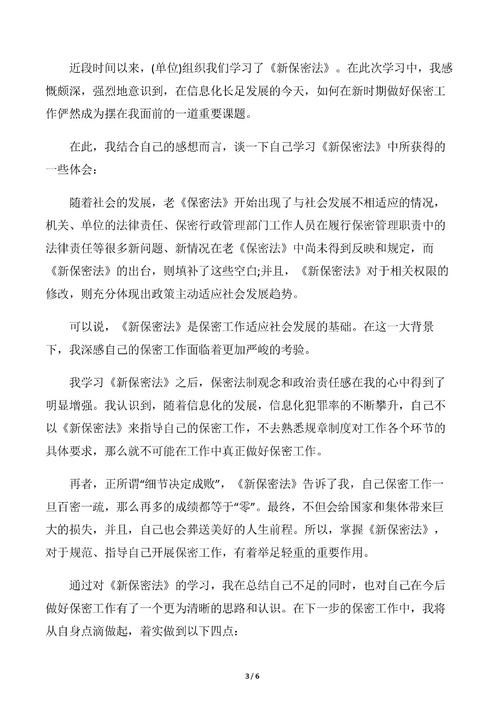 近段时间以来，(单位)组织我们学习了《新保密法》。在此次学习中，我感
慨颇深，强烈地意识到，在信息化长足发展的今天，如何在新时期做好保密工
作俨然成为摆在我面前的一道重要课题。
在此，我结合自己的感想而言，谈一下自己学习《新保密法》中所获得的
一些体会：
随着社会的发展，老《保密法》开始出现了与社会发展不相适应的情况，
机关、单位的法律责任、保密行政管理部门工作人员在履行保密管理职责中的
法律责任等很多新问题、新情况在老《保密法》中尚未得到反映和规定，而
《新保密法》的出台，则填补了这些空白;并且，《新保密法》对于相关权限的
修改，则充分体现出政策主动适应社会发展趋势。
可以说，《新保密法》是保密工作适应社会发展的基础。在这一大背景
下，我深感自己的保密工作面临着更加严峻的考验。
我学习《新保密法》之后，保密法制观念和政治责任感在我的心中得到了
明显增强。我认识到，随着信息化的发展，信息化犯罪率的不断攀升，自己不
以《新保密法》来指导自己的保密工作，不去熟悉规章制度对工作各个环节的
具体要求，那么就不可能在工作中真正做好保密工作。
再者，正所谓“细节决定成败”，《新保密法》告诉了我，自己保密工作一
旦百密一疏，那么再多的成绩都等于“零”。最终，不但会给国家和集体带来巨
大的损失，并且，自己也会葬送美好的人生前程。所以，掌握《新保密法》，
对于规范、指导自己开展保密工作，有着举足轻重的重要作用。
通过对《新保密法》的学习，我在总结自己不足的同时，也对自己在今后
做好保密工作有了一个更为清晰的思路和认识。在下一步的保密工作中，我将
从自身点滴做起，着实做到以下四点：
3 / 6